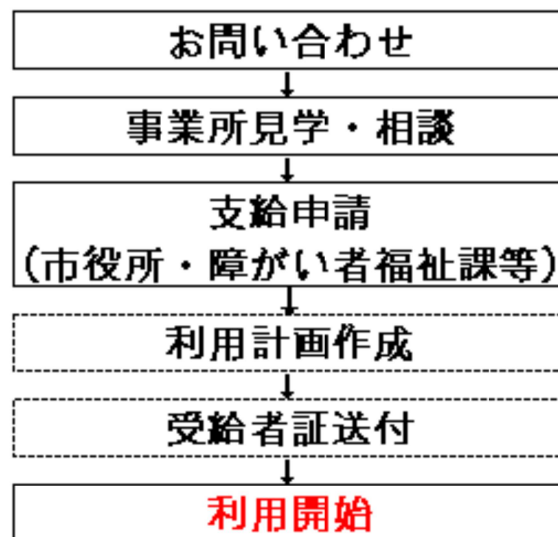 お問い合わせ
事業所見学・相談
支給申請
(市役所・障がい者福祉課等)
利用計画作成
受給者証送付
利用開始